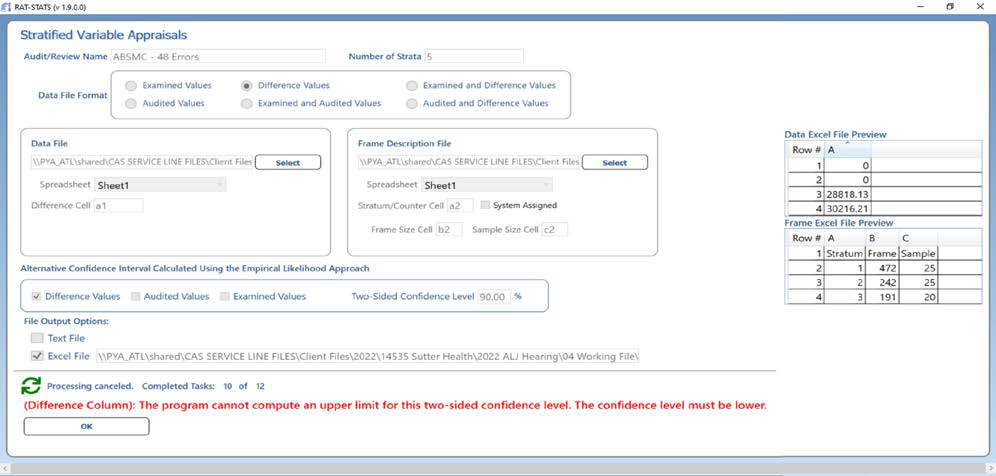 RAT-STATS (v 1.9.0.0)
Stratified Variable Appraisals
Audit/Review Name ABSMC - 48 Errors Number of Strata 5
Data File Format
Examined Values Difference Values Examined and Difference Values
Audited Values Examined and Audited Values Audited and Difference Values
Data File
\\PYA_ATL\shared\CAS SERVICE LINE FILES\Client Files Select
Spreadsheet Sheet1
Difference Cell a1
Frame Description File
\\PYA_ATL\shared\CAS SERVICE LINE FILES\Client Files Select
Spreadsheet Sheet1
Stratum/Counter Cell a2 System Assigned
Frame Size Cell b2 Sample Size Cell c2
Data Excel File Preview
Row # A
1 0
2 0
3 28818.13
4 30216.21
Frame Excel File Preview
Row # A B C
1 Stratum Frame Sample
2 1 472 25
3 2 242 25
4 3 191 20
Alternative Confidence Interval Calculated Using the Empirical Likelihood Approach
Difference Values Audited Values Examined Values Two-Sided Confidence Level 90.00 %
File Output Options:
Text File
Excel File \\PYA_ATL\shared\CAS SERVICE LINE FILES\Client Files\2022\14535 Sutter Health\2022 ALJ Hearing\04 Working File\
Processing canceled. Completed Tasks: 10 of 12
(Difference Column): The program cannot compute an upper limit for this two-sided confidence level. The confidence level must be lower.
OK